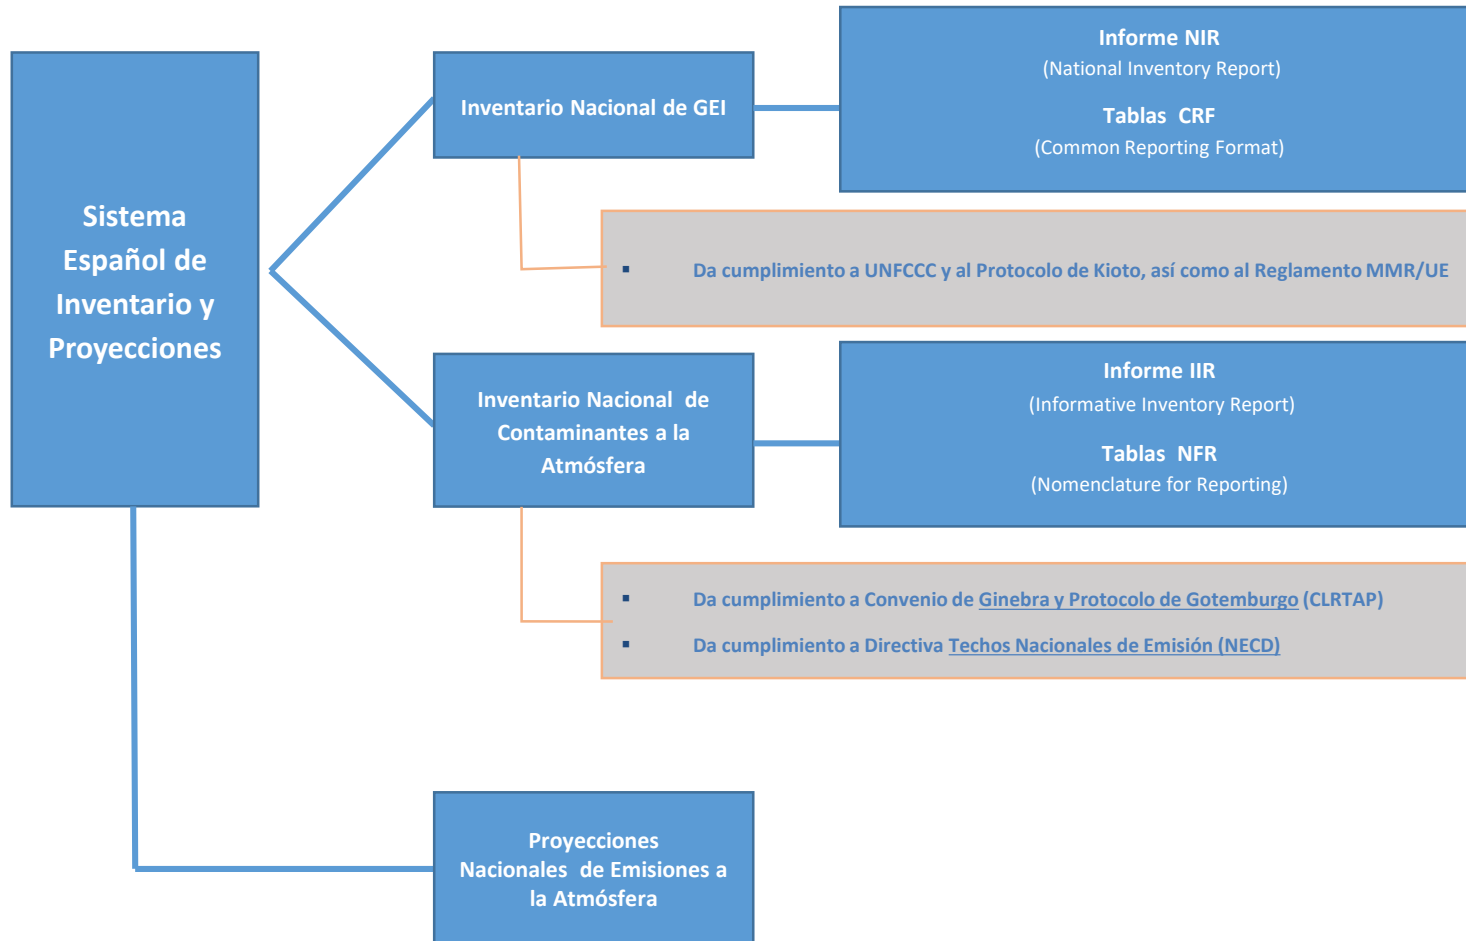 Sistema
Español de
Inventario y
Proyecciones
Inventario Nacional de GEI
Informe NIR
(National Inventory Report)
Tablas CRF
(Common Reporting Format)
▪ Da cumplimiento a UNFCCC y al Protocolo de Kioto, así como al Reglamento MMR/UE
Inventario Nacional de
Contaminantes a la
Atmósfera
Informe IIR
(Informative Inventory Report)
Tablas NFR
(Nomenclature for Reporting)
▪ Da cumplimiento a Convenio de Ginebra y Protocolo de Gotemburgo (CLRTAP)
▪ Da cumplimiento a Directiva Techos Nacionales de Emisión (NECD)
Proyecciones
Nacionales de Emisiones a
la Atmósfera